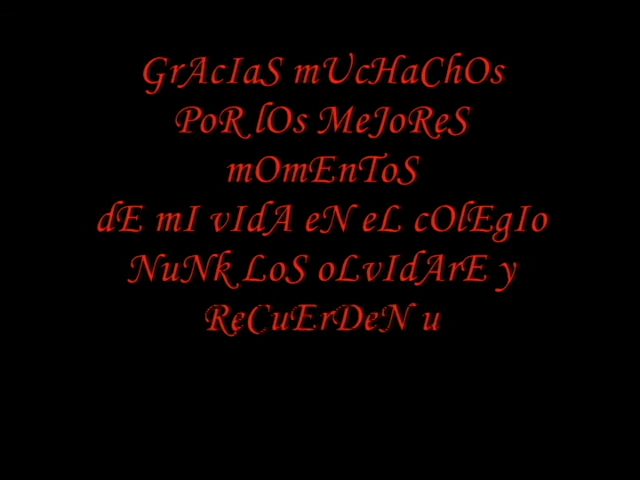 GrAcIaS mUcHaChOs
PoR lOs MeJoReS
mOmEnToS
dE mI vIdA eN eL cOlEgIo
NuNk LoS oLvIdArE y
ReCuErDeN u